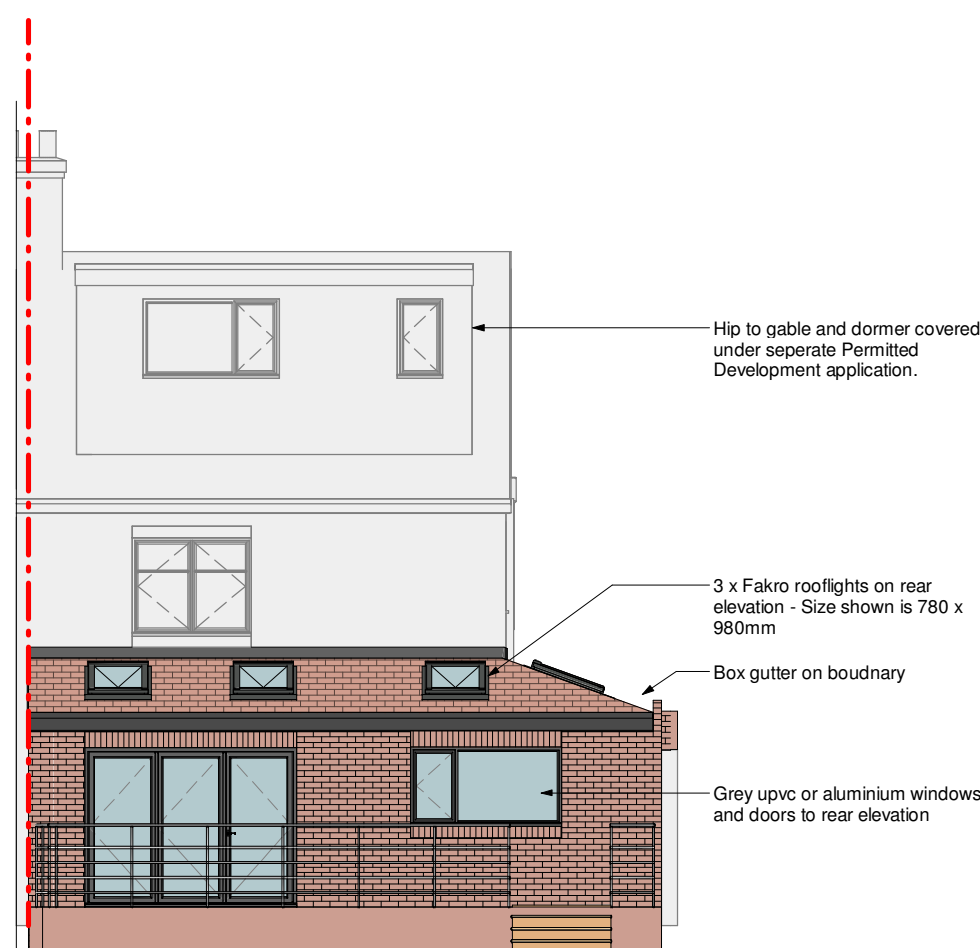 Hip to gable and dormer covered
under seperate Permitted
Development application.
3 x Fakro rooflights on rear
elevation - Size shown is 780 x
980mm
Box gutter on boudnary
Grey upvc or aluminium windows
and doors to rear elevation